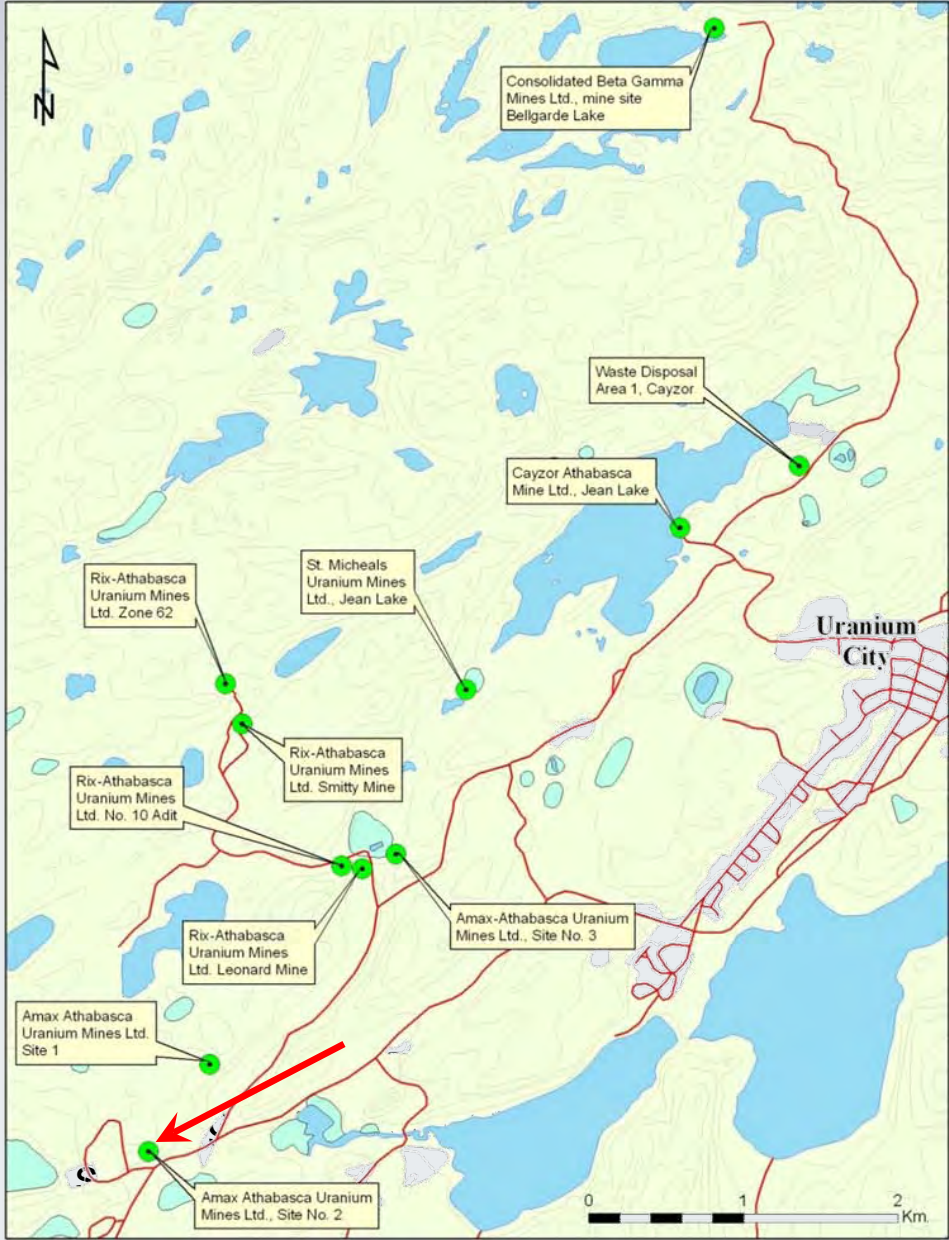 N
Consolidated Beta Gamma
Mines Ltd., mine site
Bellgarde Lake
Waste Disposal
Area 1, Cayzor
Cayzor Athabasca
Mine Ltd., Jean Lake
St. Micheals
Uranium Mines
Ltd., Jean Lake
Rix-Athabasca
Uranium Mines
Ltd. Zone 62
Uranium
City
Rix-Athabasca
Uranium Mines
Ltd. Smitty Mine
Rix-Athabasca
Uranium Mines
Ltd. No. 10 Adit
Amax-Athabasca Uranium
Mines Ltd., Site No. 3
Rix-Athabasca
Uranium Mines
Ltd. Leonard Mine
Amax Athabasca
Uranium Mines Ltd.
Site 1
Amax Athabasca Uranium
Mines Ltd., Site No. 2
0 1 2
Km